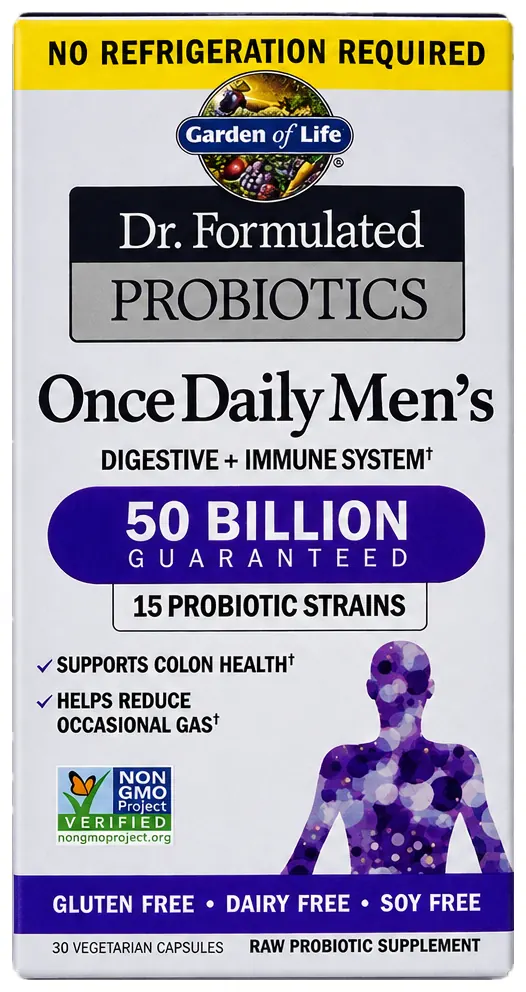 NO REFRIGERATION REQUIRED
Garden of Life®
Dr. Formulated
PROBIOTICS
Once Daily Men's
DIGESTIVE + IMMUNE SYSTEM†
50 BILLION
GUARANTEED
15 PROBIOTIC STRAINS
✓ SUPPORTS COLON HEALTH†
✓ HELPS REDUCE
OCCASIONAL GAS†
NON
GMO
Project
VERIFIED
nongmoproject.org
GLUTEN FREE • DAIRY FREE • SOY FREE
30 VEGETARIAN CAPSULES RAW PROBIOTIC SUPPLEMENT